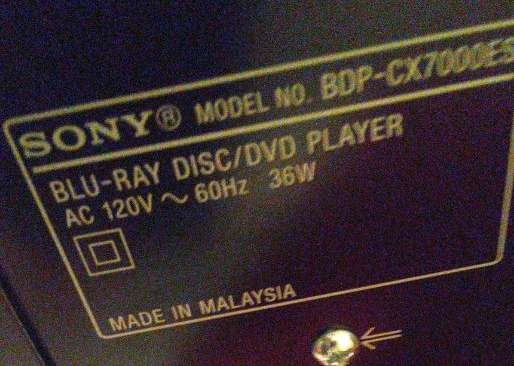 SONY® MODEL NO. BDP-CX7000ES
BLU-RAY DISC/DVD PLAYER
AC 120V ~ 60Hz 36W
MADE IN MALAYSIA